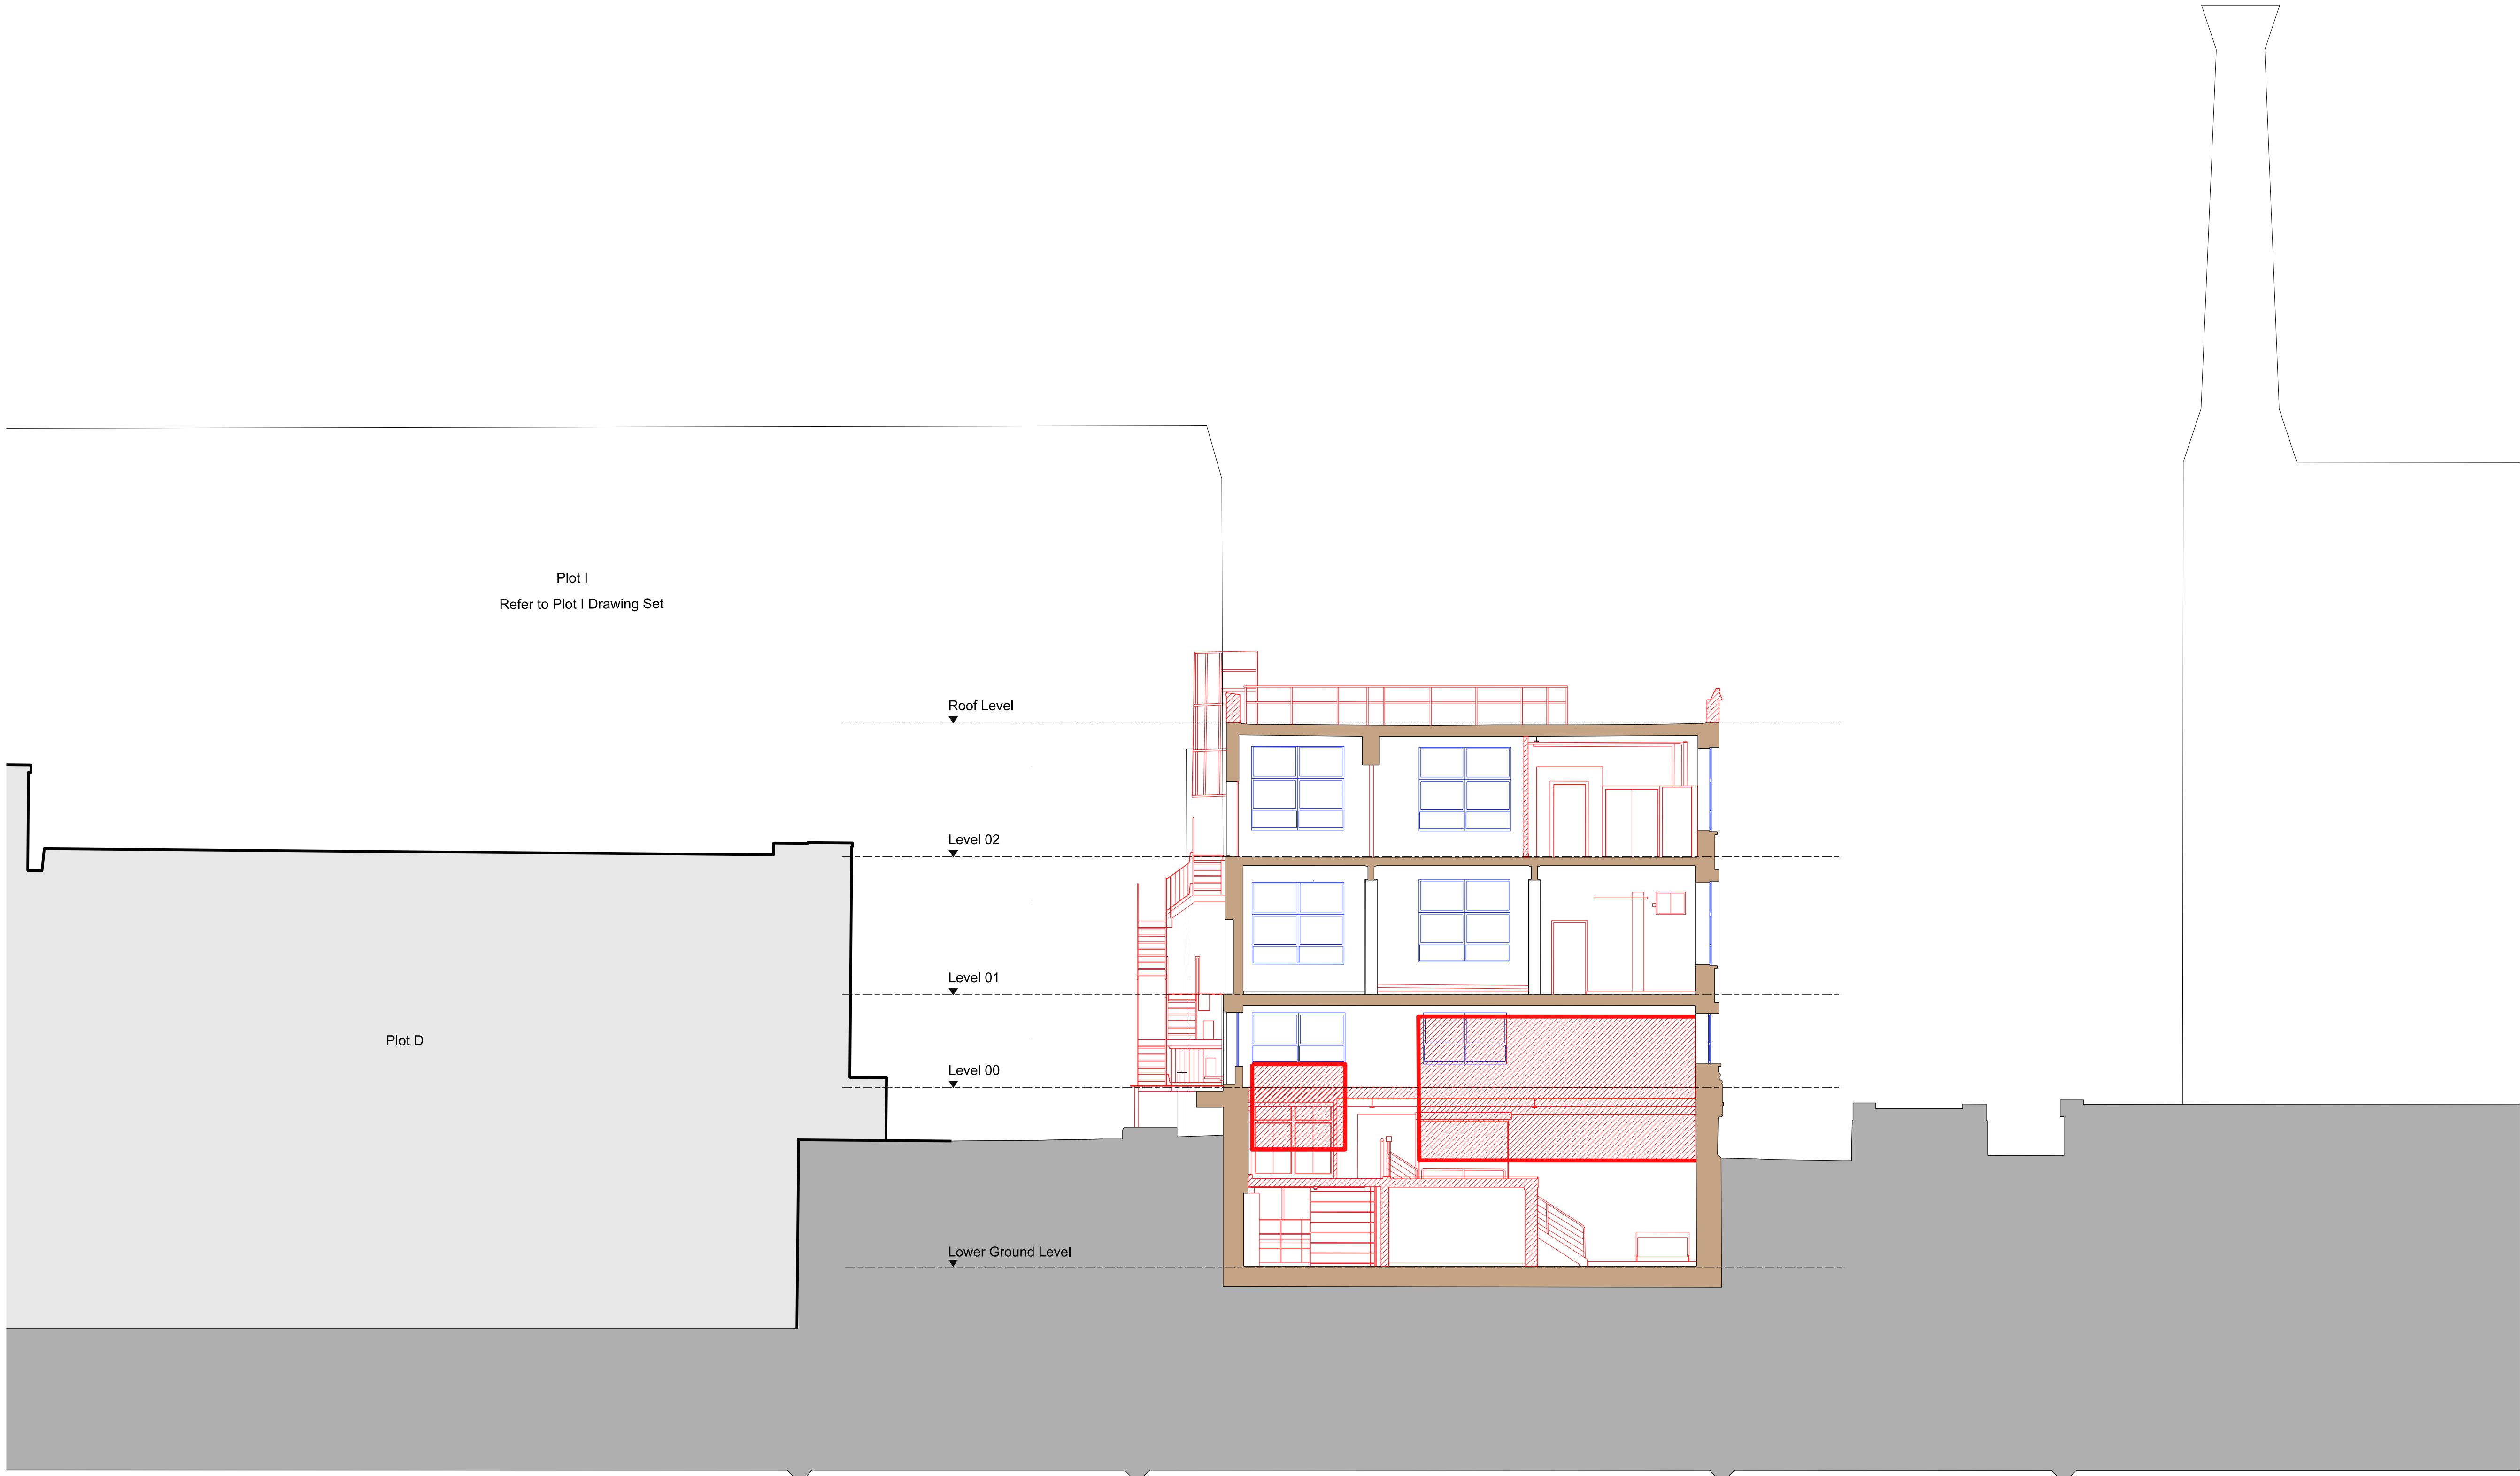 Plot I
Refer to Plot I Drawing Set
Roof Level
Level 02
Level 01
Plot D
Level 00
Lower Ground Level